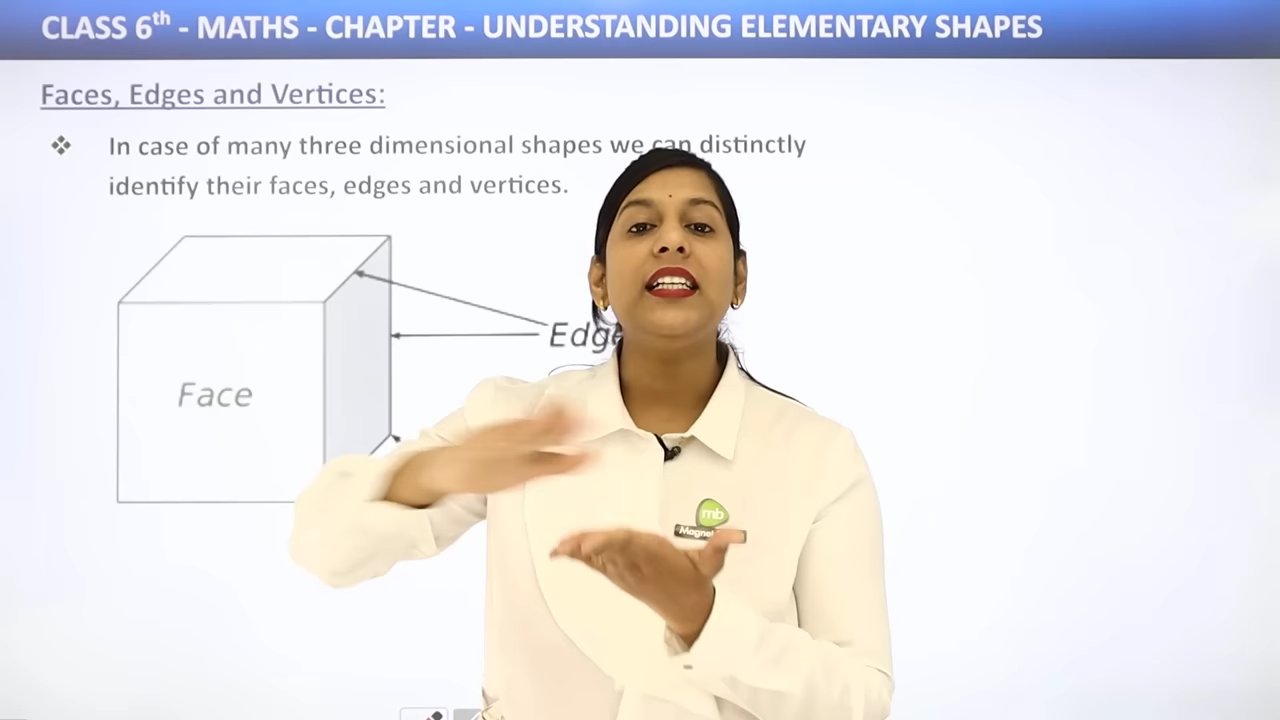 CLASS 6th - MATHS - CHAPTER - UNDERSTANDING ELEMENTARY SHAPES
Faces, Edges and Vertices:
❖ In case of many three dimensional shapes we can distinctly
identify their faces, edges and vertices.
Face
mb